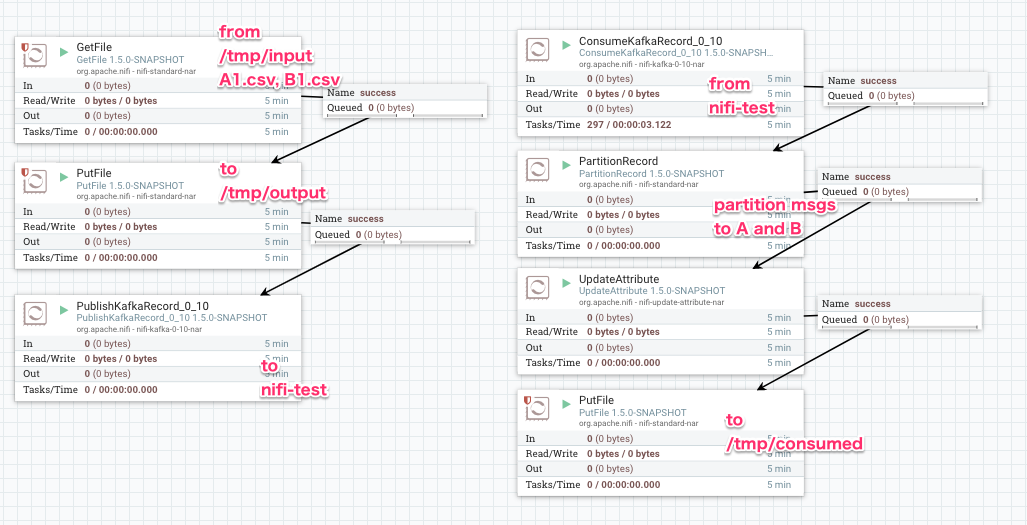 GetFile
GetFile 1.5.0-SNAPSHOT
org.apache.nifi - nifi-standard-nar
In 0 (0 bytes)
Read/Write 0 bytes / 0 bytes 5 min
Out 0 (0 bytes) 5 min
Tasks/Time 0 / 00:00:00.000 5 min
from
/tmp/input
A1.csv, B1.csv
Name success
Queued 0 (0 bytes)
PutFile
PutFile 1.5.0-SNAPSHOT
org.apache.nifi - nifi-standard-nar
In 0 (0 bytes) 5 min
Read/Write 0 bytes / 0 bytes 5 min
Out 0 (0 bytes) 5 min
Tasks/Time 0 / 00:00:00.000 5 min
to
/tmp/output
Name success
Queued 0 (0 bytes)
PublishKafkaRecord_0_10
PublishKafkaRecord_0_10 1.5.0-SNAPSHOT
org.apache.nifi - nifi-kafka-0-10-nar
In 0 (0 bytes) 5 min
Read/Write 0 bytes / 0 bytes 5 min
Out 0 (0 bytes) 5 min
Tasks/Time 0 / 00:00:00.000
to
nifi-test
ConsumeKafkaRecord_0_10
ConsumeKafkaRecord_0_10 1.5.0-SNAPSH...
org.apache.nifi - nifi-kafka-0-10-nar
In 0 (0 bytes) 5 min
Read/Write 0 bytes / 0 bytes 5 min
Out 0 (0 bytes) 5 min
Tasks/Time 297 / 00:00:03.122 5 min
from
nifi-test
Name success
Queued 0 (0 bytes)
PartitionRecord
PartitionRecord 1.5.0-SNAPSHOT
org.apache.nifi - nifi-standard-nar
In 0 (0 bytes) 5 min
Read/Write 0 bytes / 0 bytes
Out 0 (0 bytes)
Tasks/Time 0 / 00:00:00.000 5 min
partition msgs
to A and B
Name success
Queued 0 (0 bytes)
UpdateAttribute
UpdateAttribute 1.5.0-SNAPSHOT
org.apache.nifi - nifi-update-attribute-nar
In 0 (0 bytes) 5 min
Read/Write 0 bytes / 0 bytes 5 min
Out 0 (0 bytes) 5 min
Tasks/Time 0 / 00:00:00.000 5 min
Name success
Queued 0 (0 bytes)
PutFile
PutFile 1.5.0-SNAPSHOT
org.apache.nifi - nifi-standard-nar
In 0 (0 bytes) 5 min
Read/Write 0 bytes / 0 bytes 5 min
Out 0 (0 bytes) 5 min
Tasks/Time 0 / 00:00:00.000 5 min
to
/tmp/consumed